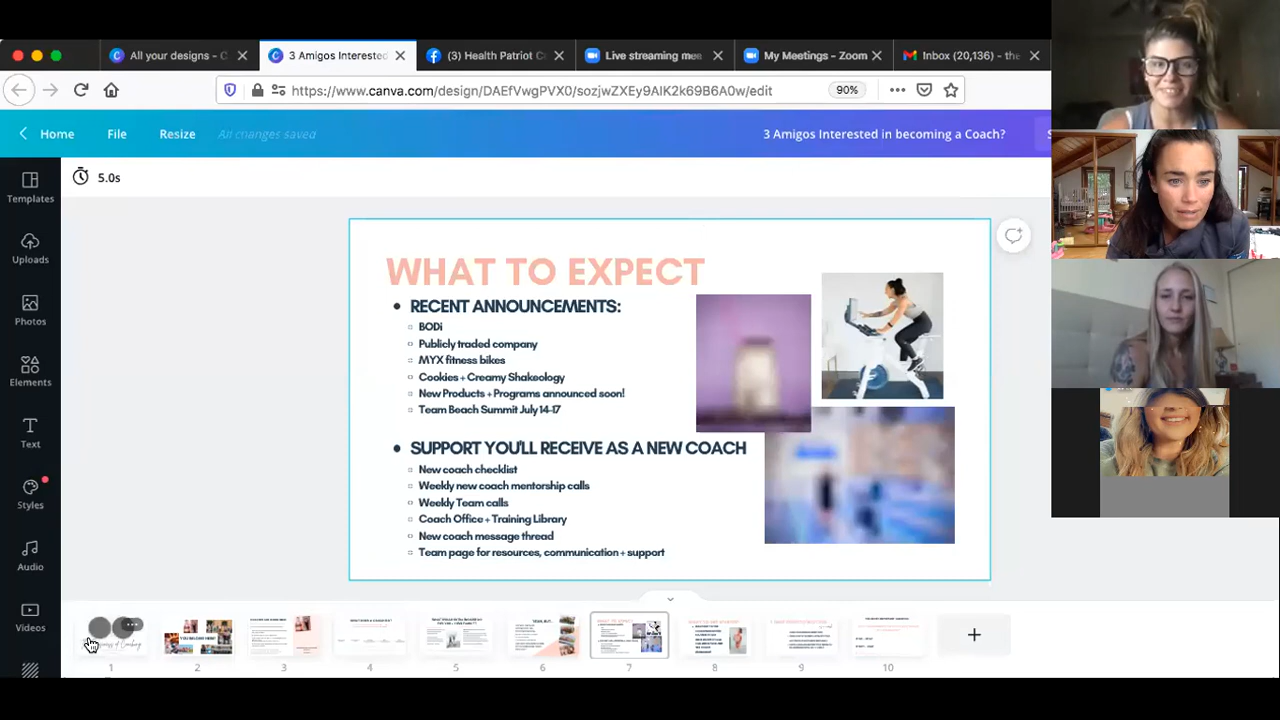 All your designs - C
3 Amigos Interested
(3) Health Patriot C
Live streaming mee
My Meetings - Zoom
Inbox (20,136) - the
https://www.canva.com/design/DAEfVwgPVX0/sozjwZXEy9AlK2k69B6A0w/edit
90%
Home
File
Resize
All changes saved
3 Amigos Interested in becoming a Coach?
5.0s
Templates
Uploads
Photos
Elements
Text
Styles
Audio
Videos
WHAT TO EXPECT
RECENT ANNOUNCEMENTS:
BODi
Publicly traded company
MYX fitness bikes
Cookies + Creamy Shakeology
New Products + Programs announced soon!
Team Beach Summit July 14-17
SUPPORT YOU'LL RECEIVE AS A NEW COACH
New coach checklist
Weekly new coach mentorship calls
Weekly Team calls
Coach Office + Training Library
New coach message thread
Team page for resources, communication + support
1
2
3
4
5
6
7
8
9
10